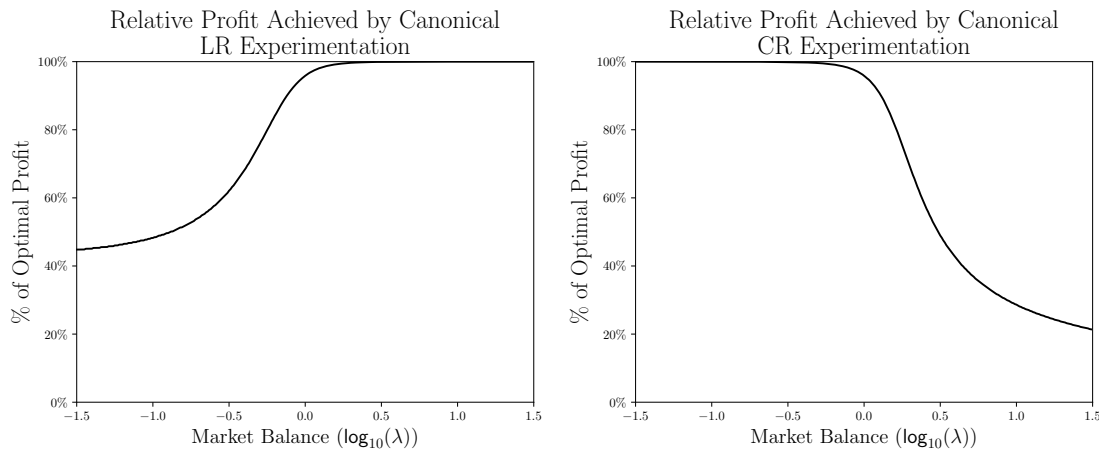 Relative Profit Achieved by Canonical
LR Experimentation
100%
80%
60%
40%
20%
0%
% of Optimal Profit
−1.5 −1.0 −0.5 0.0 0.5 1.0 1.5
Market Balance (log₁₀(λ))
Relative Profit Achieved by Canonical
CR Experimentation
100%
80%
60%
40%
20%
0%
% of Optimal Profit
−1.5 −1.0 −0.5 0.0 0.5 1.0 1.5
Market Balance (log₁₀(λ))